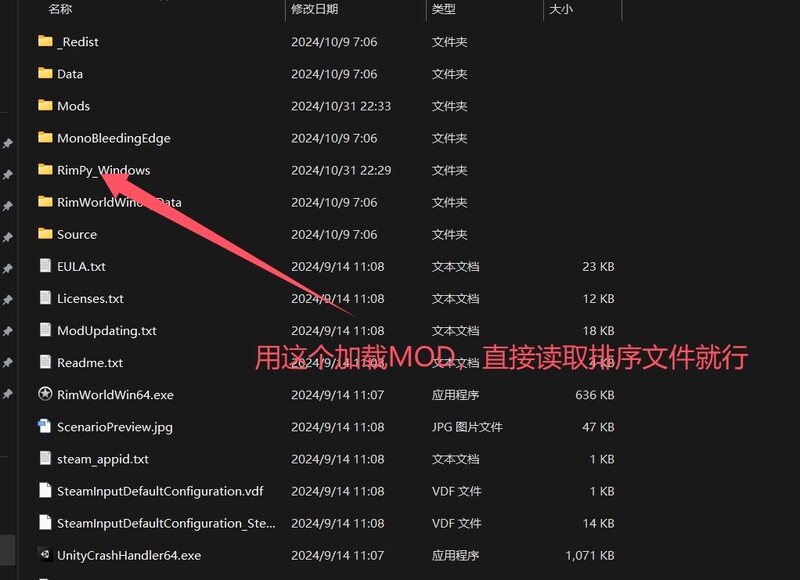 名称 修改日期 类型 大小
_Redist 2024/10/9 7:06 文件夹
Data 2024/10/9 7:06 文件夹
Mods 2024/10/31 22:33 文件夹
MonoBleedingEdge 2024/10/9 7:06 文件夹
RimPy_Windows 2024/10/31 22:29 文件夹
RimWorldWin64_Data 2024/10/9 7:06 文件夹
Source 2024/10/9 7:06 文件夹
EULA.txt 2024/9/14 11:08 文本文档 23 KB
Licenses.txt 2024/9/14 11:08 文本文档 12 KB
ModUpdating.txt 2024/9/14 11:08 文本文档 18 KB
用这个加载MOD，直接读取排序文件就行
Readme.txt 2024/9/14 11:08 文本文档 KB
RimWorldWin64.exe 2024/9/14 11:07 应用程序 636 KB
ScenarioPreview.jpg 2024/9/14 11:08 JPG 图片文件 47 KB
steam_appid.txt 2024/9/14 11:08 文本文档 1 KB
SteamInputDefaultConfiguration.vdf 2024/9/14 11:08 VDF 文件 1 KB
SteamInputDefaultConfiguration_Ste... 2024/9/14 11:08 VDF 文件 14 KB
UnityCrashHandler64.exe 2024/9/14 11:07 应用程序 1,071 KB